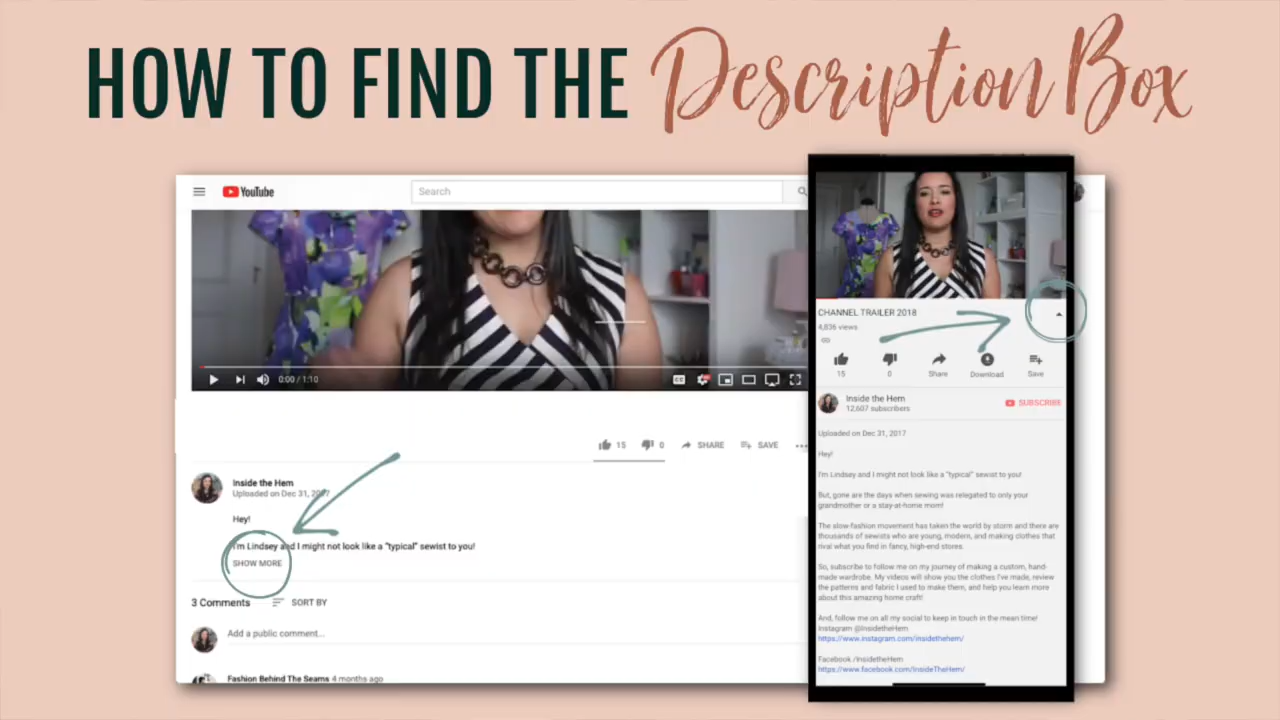 HOW TO FIND THE Description Box
YouTube
Search
0:00 / 1:10
15 0 SHARE SAVE
Inside the Hem
Uploaded on Dec 31, 2017
Hey!
I'm Lindsey and I might not look like a "typical" sewist to you!
SHOW MORE
3 Comments SORT BY
Add a public comment...
Fashion Behind The Seams 4 months ago
CHANNEL TRAILER 2018
4,836 views
15 0 Share Download Save
Inside the Hem
12,607 subscribers
SUBSCRIBE
Uploaded on Dec 31, 2017
Hey!
I'm Lindsey and I might not look like a "typical" sewist to you!
But, gone are the days when sewing was relegated to only your
grandmother or a stay-at-home mom!
The slow-fashion movement has taken the world by storm and there are
thousands of sewists who are young, modern, and making clothes that
rival what you find in fancy, high-end stores.
So, subscribe to follow me on my journey of making a custom, hand-
made wardrobe. My videos will show you the clothes I've made, review
the patterns and fabric I used to make them, and help you learn more
about this amazing home craft!
And, follow me on all my social to keep in touch in the mean time!
Instagram @InsidetheHem
https://www.instagram.com/insidethehem/
Facebook /InsidetheHem
https://www.facebook.com/InsideTheHem/